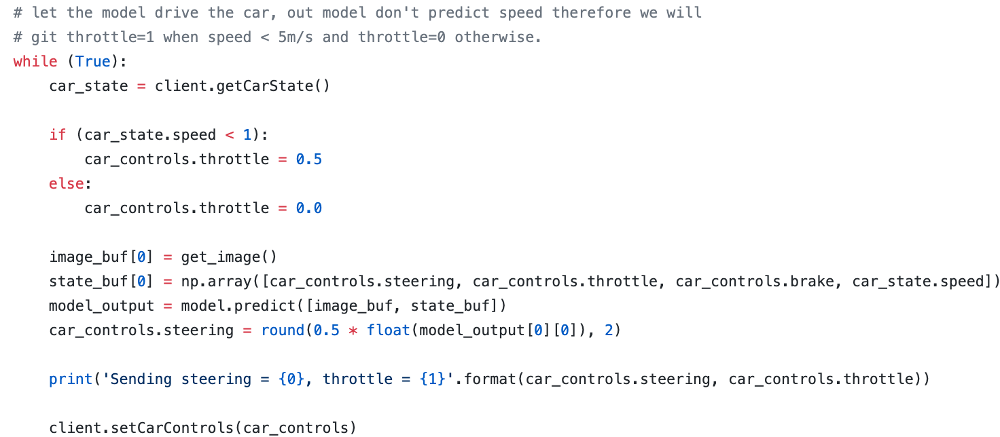 # let the model drive the car, out model don't predict speed therefore we will
# git throttle=1 when speed < 5m/s and throttle=0 otherwise.
while (True):
    car_state = client.getCarState()

    if (car_state.speed < 1):
        car_controls.throttle = 0.5
    else:
        car_controls.throttle = 0.0

    image_buf[0] = get_image()
    state_buf[0] = np.array([car_controls.steering, car_controls.throttle, car_controls.brake, car_state.speed])
    model_output = model.predict([image_buf, state_buf])
    car_controls.steering = round(0.5 * float(model_output[0][0]), 2)

    print('Sending steering = {0}, throttle = {1}'.format(car_controls.steering, car_controls.throttle))

    client.setCarControls(car_controls)